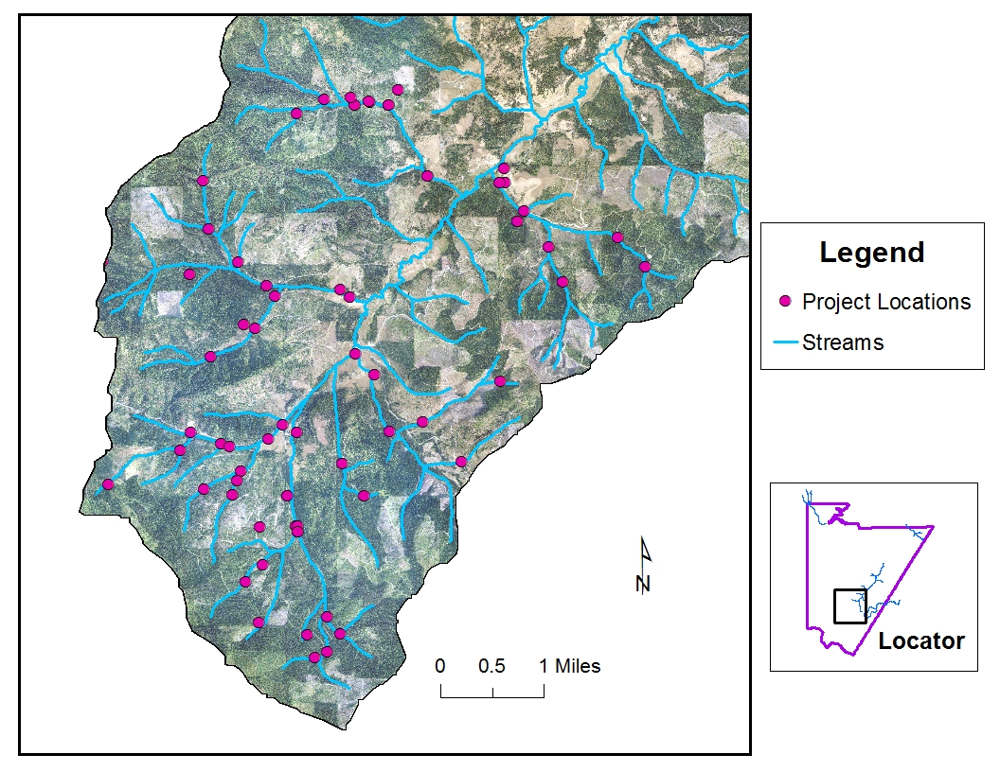 Legend
Project Locations
Streams
Locator
N
0 0.5 1 Miles